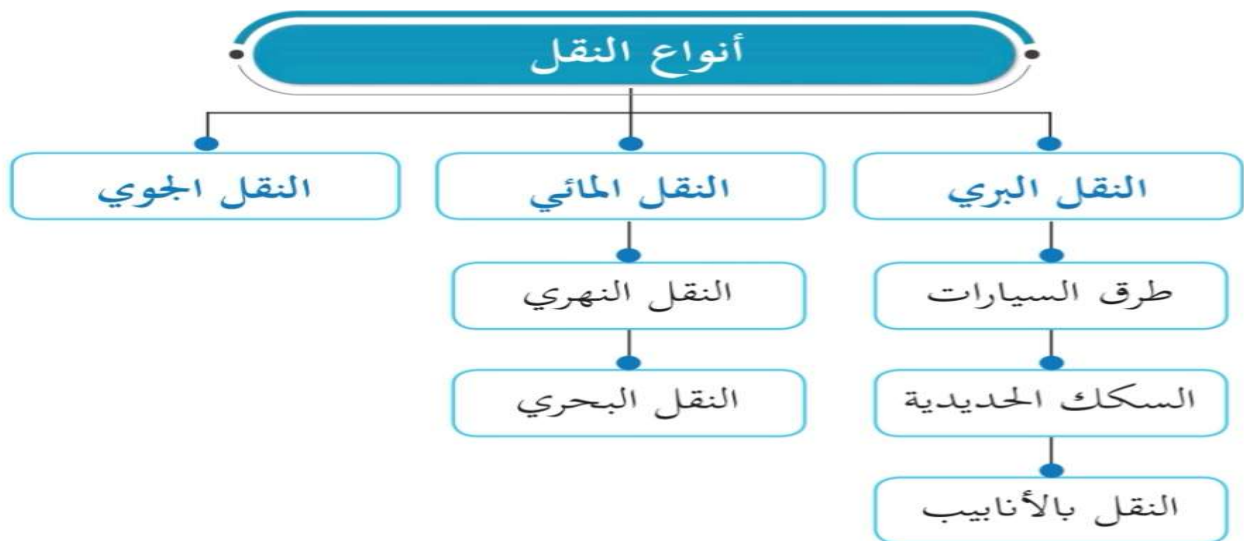 أنواع النقل
النقل البري
النقل المائي
النقل الجوي
طرق السيارات
النقل النهري
السكك الحديدية
النقل البحري
النقل بالأنابيب